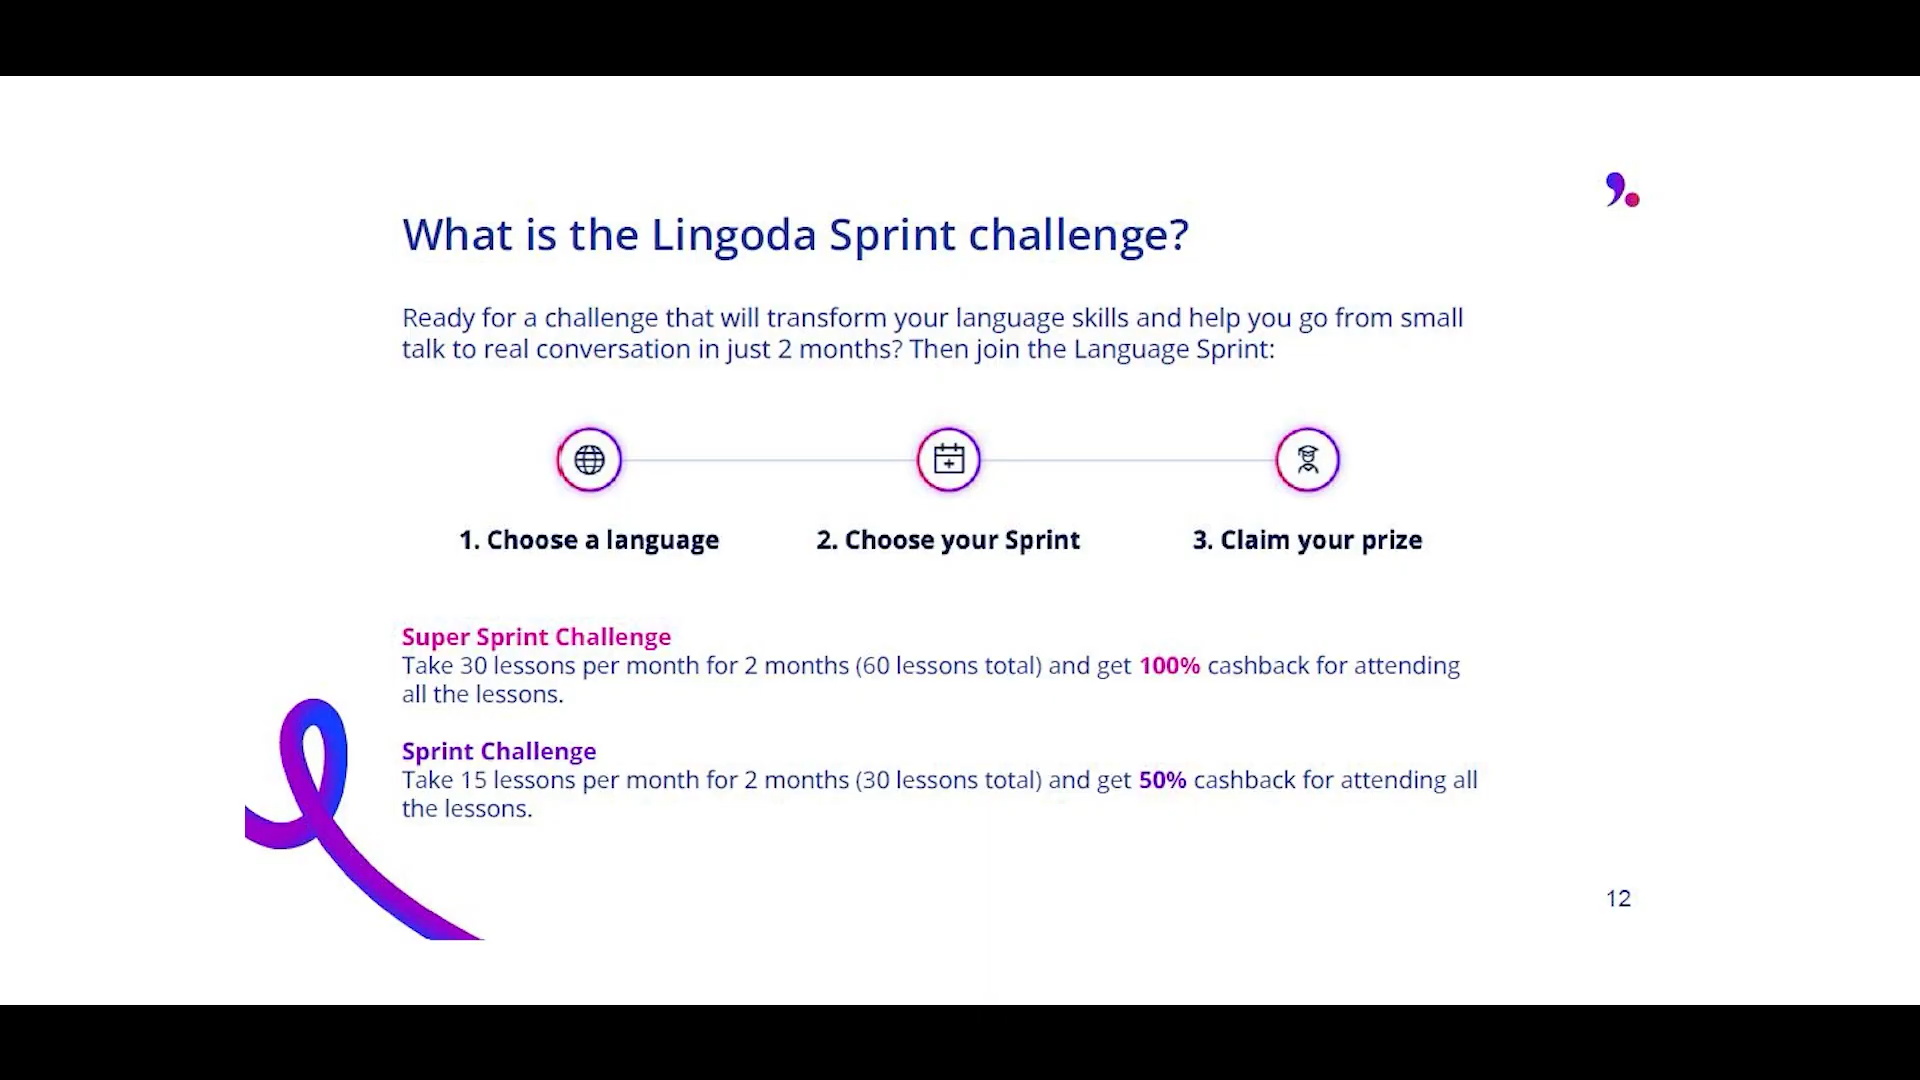 What is the Lingoda Sprint challenge?
Ready for a challenge that will transform your language skills and help you go from small
talk to real conversation in just 2 months? Then join the Language Sprint:
1. Choose a language
2. Choose your Sprint
3. Claim your prize
Super Sprint Challenge
Take 30 lessons per month for 2 months (60 lessons total) and get 100% cashback for attending
all the lessons.
Sprint Challenge
Take 15 lessons per month for 2 months (30 lessons total) and get 50% cashback for attending all
the lessons.
12